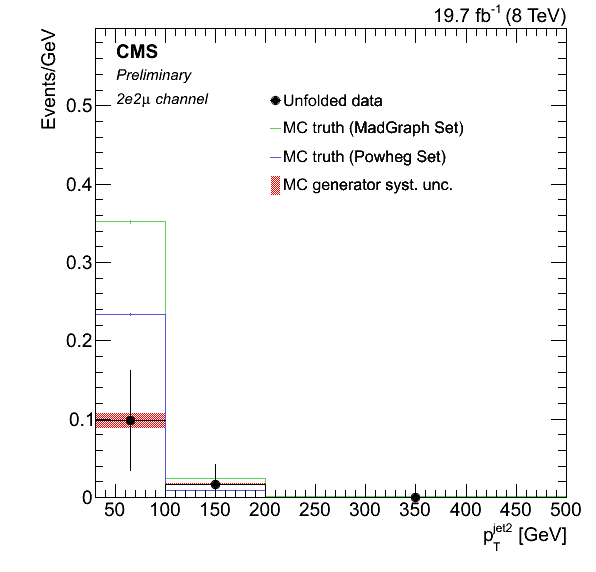 19.7 fb⁻¹ (8 TeV)
Events/GeV
CMS
Preliminary
2e2μ channel
Unfolded data
MC truth (MadGraph Set)
MC truth (Powheg Set)
MC generator syst. unc.
0.5
0.4
0.3
0.2
0.1
0
50 100 150 200 250 300 350 400 450 500
p_T^jet2 [GeV]